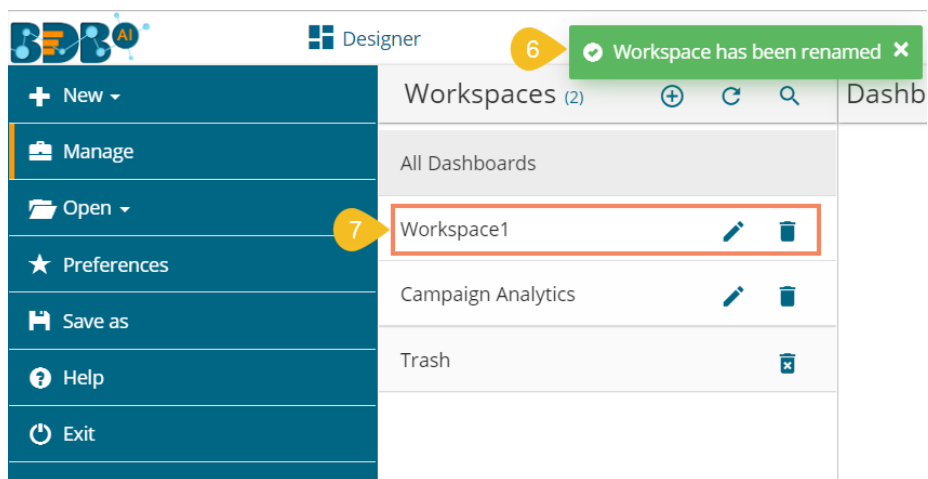 BDB AI
Designer
6
Workspace has been renamed
New
Workspaces (2)
Dashb
Manage
All Dashboards
Open
7
Workspace1
Preferences
Campaign Analytics
Save as
Trash
Help
Exit